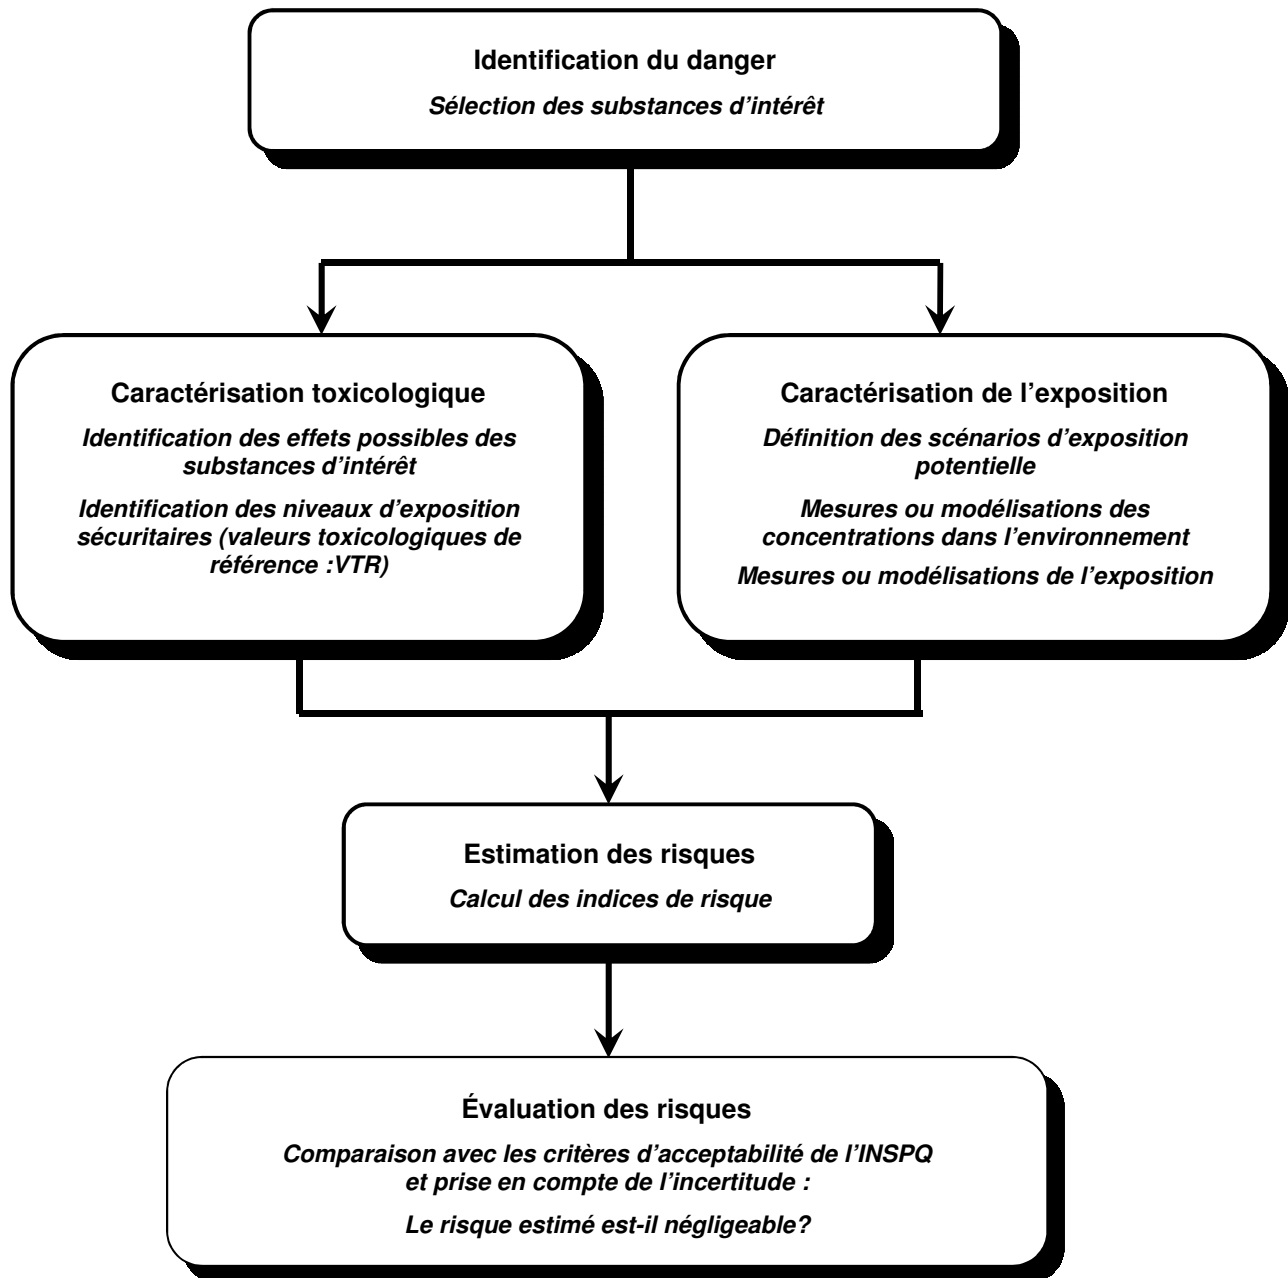 Identification du danger
Sélection des substances d’intérêt
Caractérisation toxicologique
Identification des effets possibles des
substances d’intérêt
Identification des niveaux d’exposition
sécuritaires (valeurs toxicologiques de
référence :VTR)
Caractérisation de l’exposition
Définition des scénarios d’exposition
potentielle
Mesures ou modélisations des
concentrations dans l’environnement
Mesures ou modélisations de l’exposition
Estimation des risques
Calcul des indices de risque
Évaluation des risques
Comparaison avec les critères d’acceptabilité de l’INSPQ
et prise en compte de l’incertitude :
Le risque estimé est-il négligeable?